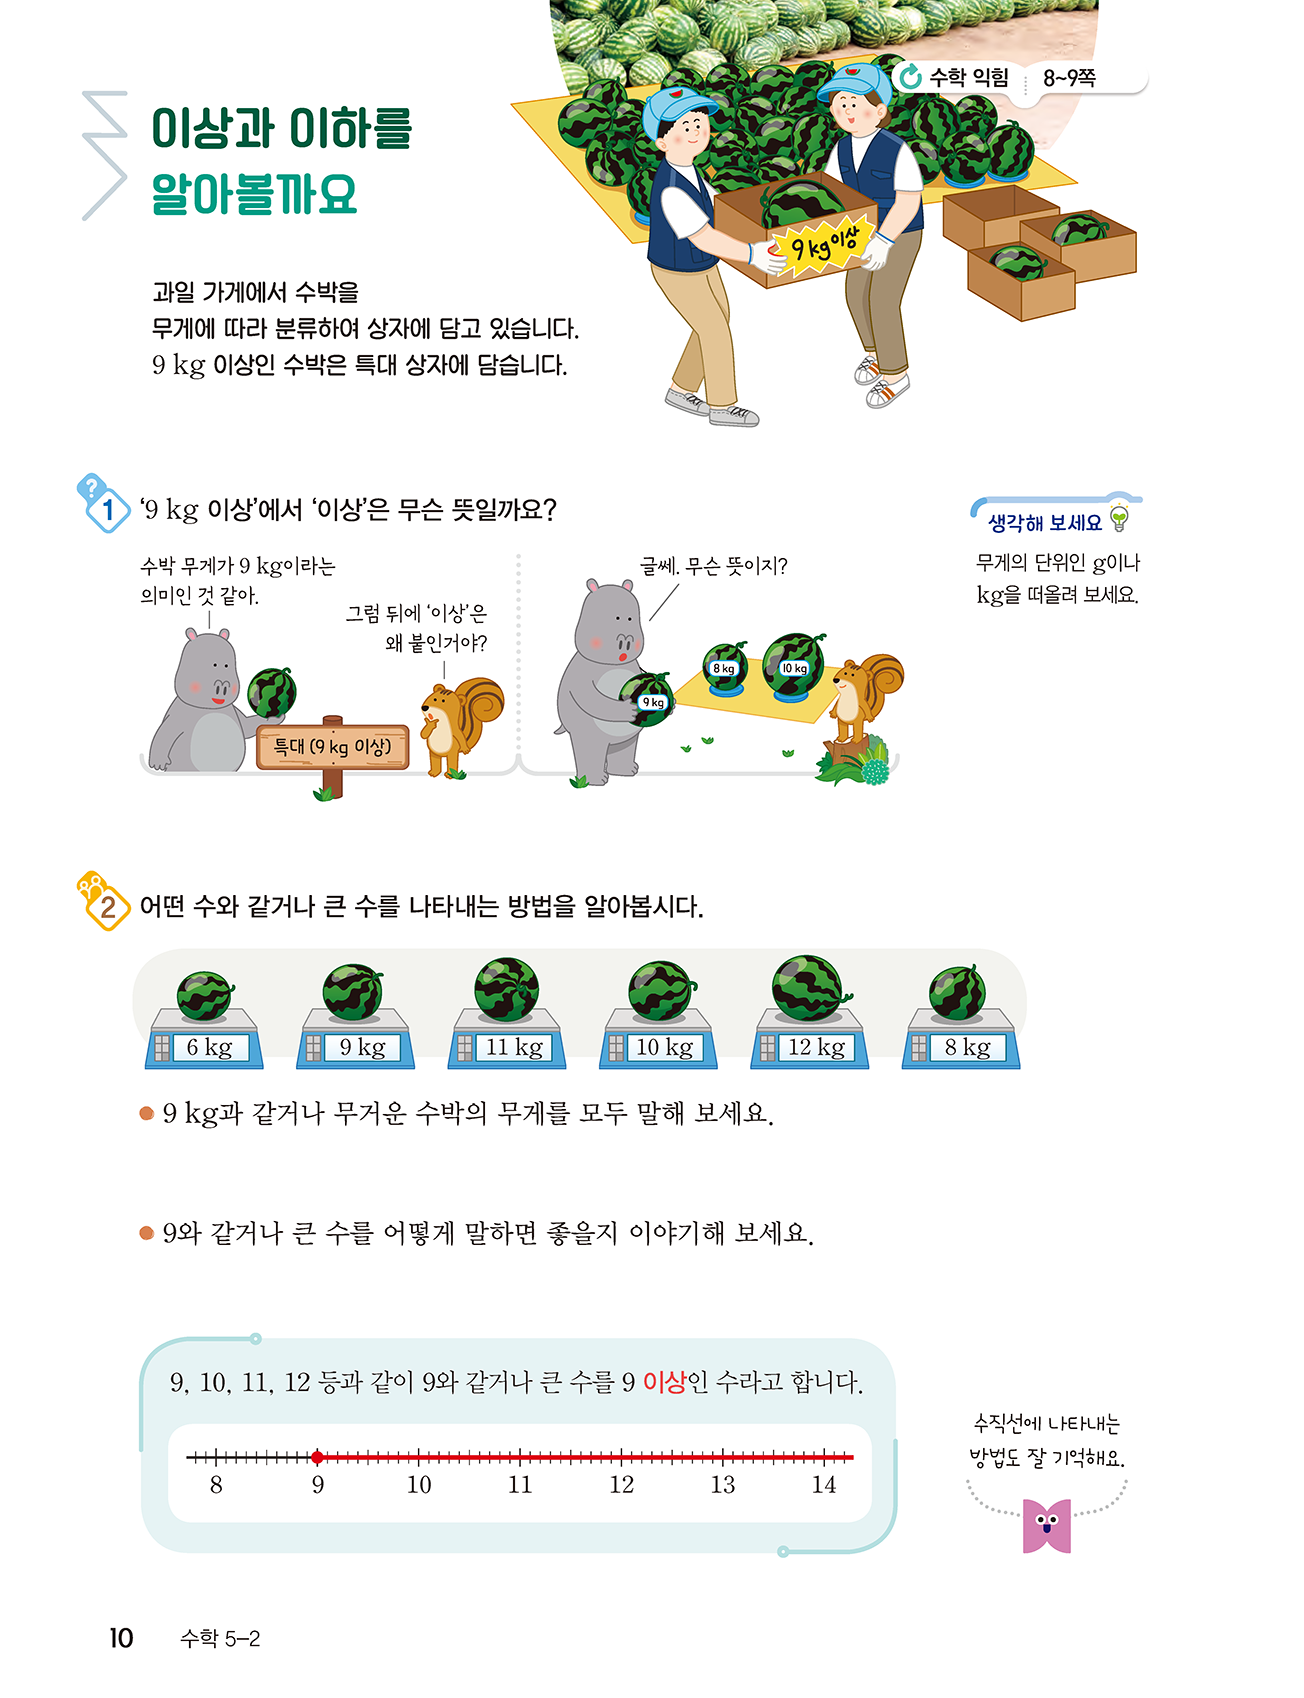 수학 익힘 8~9쪽
이상과 이하를
알아볼까요
9 kg 이상
과일 가게에서 수박을
무게에 따라 분류하여 상자에 담고 있습니다.
9 kg 이상인 수박은 특대 상자에 담습니다.
1 ‘9 kg 이상’에서 ‘이상’은 무슨 뜻일까요?
생각해 보세요
무게의 단위인 g이나
kg을 떠올려 보세요.
수박 무게가 9 kg이라는
의미인 것 같아.
그럼 뒤에 ‘이상’은
왜 붙인거야?
특대 (9 kg 이상)
글쎄. 무슨 뜻이지?
8 kg
10 kg
9 kg
2 어떤 수와 같거나 큰 수를 나타내는 방법을 알아봅시다.
6 kg 9 kg 11 kg 10 kg 12 kg 8 kg
9 kg과 같거나 무거운 수박의 무게를 모두 말해 보세요.
9와 같거나 큰 수를 어떻게 말하면 좋을지 이야기해 보세요.
9, 10, 11, 12 등과 같이 9와 같거나 큰 수를 9 이상인 수라고 합니다.
8 9 10 11 12 13 14
수직선에 나타내는
방법도 잘 기억해요.
10 수학 5–2
?